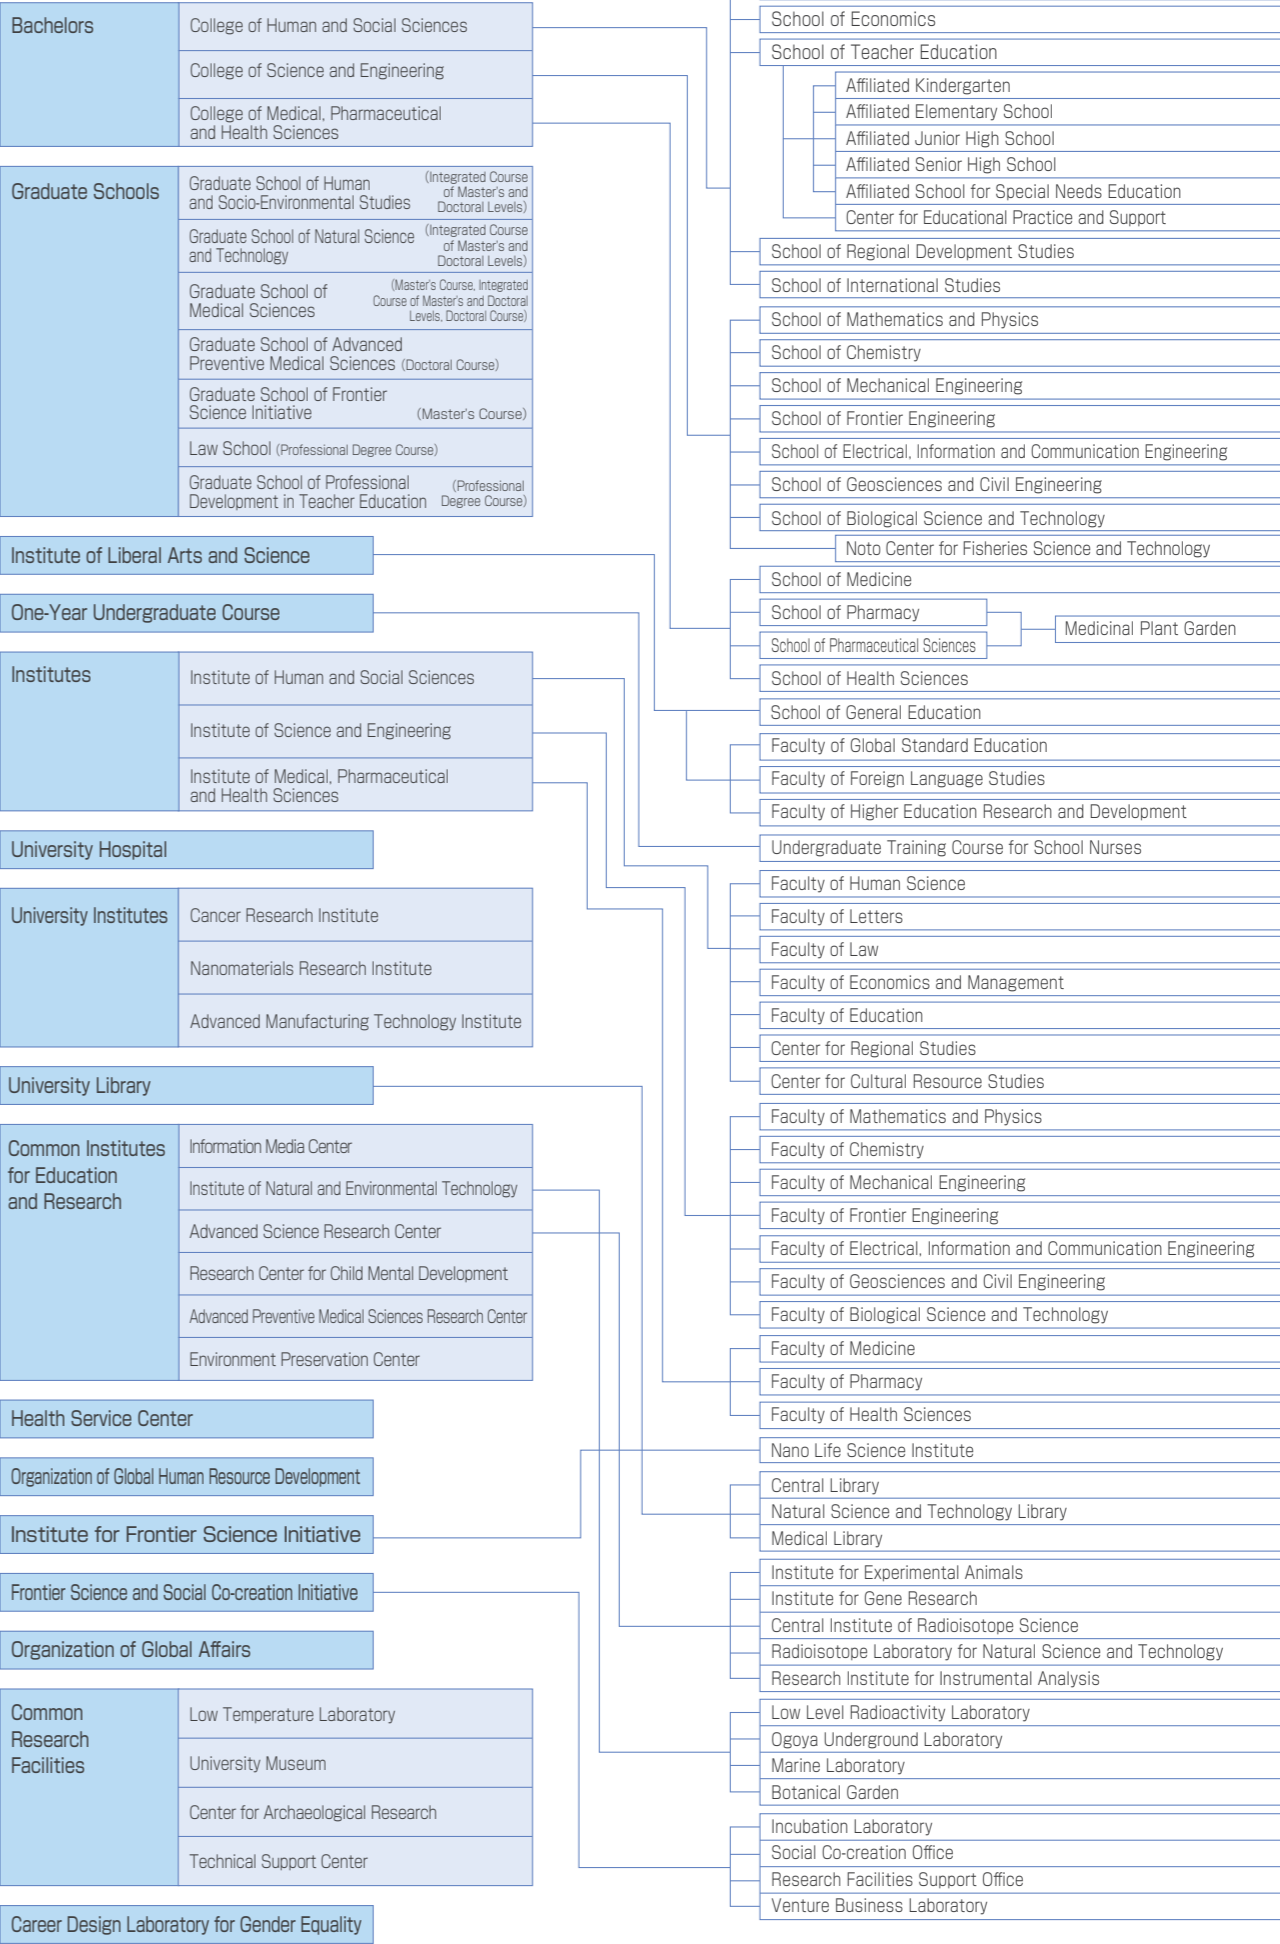 Bachelors
College of Human and Social Sciences
College of Science and Engineering
College of Medical, Pharmaceutical
and Health Sciences
Graduate Schools
Graduate School of Human
and Socio-Environmental Studies
(Integrated Course
of Master's and
Doctoral Levels)
Graduate School of Natural Science
and Technology
(Integrated Course
of Master's and
Doctoral Levels)
Graduate School of
Medical Sciences
(Master's Course, Integrated
Course of Master's and Doctoral
Levels, Doctoral Course)
Graduate School of Advanced
Preventive Medical Sciences (Doctoral Course)
Graduate School of Frontier
Science Initiative
(Master's Course)
Law School (Professional Degree Course)
Graduate School of Professional
Development in Teacher Education
(Professional
Degree Course)
Institute of Liberal Arts and Science
One-Year Undergraduate Course
Institutes
Institute of Human and Social Sciences
Institute of Science and Engineering
Institute of Medical, Pharmaceutical
and Health Sciences
University Hospital
University Institutes
Cancer Research Institute
Nanomaterials Research Institute
Advanced Manufacturing Technology Institute
University Library
Common Institutes
for Education
and Research
Information Media Center
Institute of Natural and Environmental Technology
Advanced Science Research Center
Research Center for Child Mental Development
Advanced Preventive Medical Sciences Research Center
Environment Preservation Center
Health Service Center
Organization of Global Human Resource Development
Institute for Frontier Science Initiative
Frontier Science and Social Co-creation Initiative
Organization of Global Affairs
Common
Research
Facilities
Low Temperature Laboratory
University Museum
Center for Archaeological Research
Technical Support Center
Career Design Laboratory for Gender Equality
School of Economics
School of Teacher Education
Affiliated Kindergarten
Affiliated Elementary School
Affiliated Junior High School
Affiliated Senior High School
Affiliated School for Special Needs Education
Center for Educational Practice and Support
School of Regional Development Studies
School of International Studies
School of Mathematics and Physics
School of Chemistry
School of Mechanical Engineering
School of Frontier Engineering
School of Electrical, Information and Communication Engineering
School of Geosciences and Civil Engineering
School of Biological Science and Technology
Noto Center for Fisheries Science and Technology
School of Medicine
School of Pharmacy
School of Pharmaceutical Sciences
Medicinal Plant Garden
School of Health Sciences
School of General Education
Faculty of Global Standard Education
Faculty of Foreign Language Studies
Faculty of Higher Education Research and Development
Undergraduate Training Course for School Nurses
Faculty of Human Science
Faculty of Letters
Faculty of Law
Faculty of Economics and Management
Faculty of Education
Center for Regional Studies
Center for Cultural Resource Studies
Faculty of Mathematics and Physics
Faculty of Chemistry
Faculty of Mechanical Engineering
Faculty of Frontier Engineering
Faculty of Electrical, Information and Communication Engineering
Faculty of Geosciences and Civil Engineering
Faculty of Biological Science and Technology
Faculty of Medicine
Faculty of Pharmacy
Faculty of Health Sciences
Nano Life Science Institute
Central Library
Natural Science and Technology Library
Medical Library
Institute for Experimental Animals
Institute for Gene Research
Central Institute of Radioisotope Science
Radioisotope Laboratory for Natural Science and Technology
Research Institute for Instrumental Analysis
Low Level Radioactivity Laboratory
Ogoya Underground Laboratory
Marine Laboratory
Botanical Garden
Incubation Laboratory
Social Co-creation Office
Research Facilities Support Office
Venture Business Laboratory